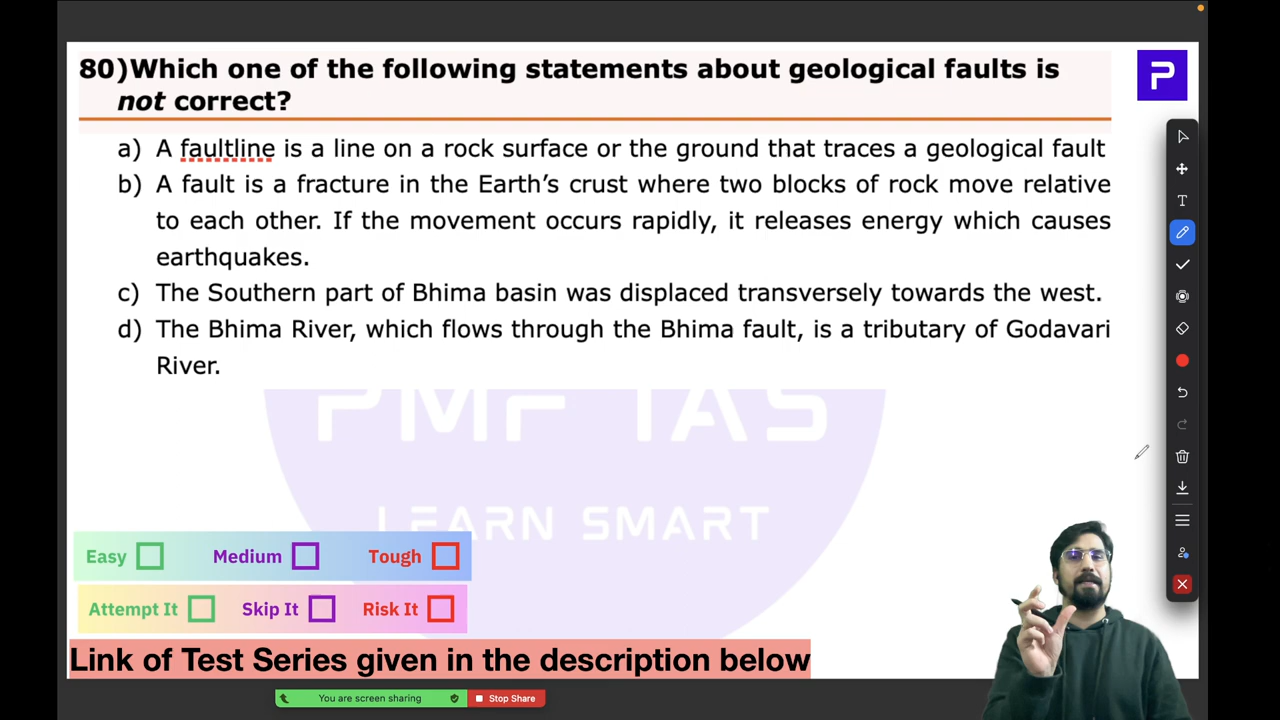 80)Which one of the following statements about geological faults is
not correct?
P
a) A faultline is a line on a rock surface or the ground that traces a geological fault
b) A fault is a fracture in the Earth’s crust where two blocks of rock move relative
to each other. If the movement occurs rapidly, it releases energy which causes
earthquakes.
c) The Southern part of Bhima basin was displaced transversely towards the west.
d) The Bhima River, which flows through the Bhima fault, is a tributary of Godavari
River.
PMF IAS
LEARN SMART
Easy Medium Tough
Attempt It Skip It Risk It
Link of Test Series given in the description below
You are screen sharing Stop Share
T